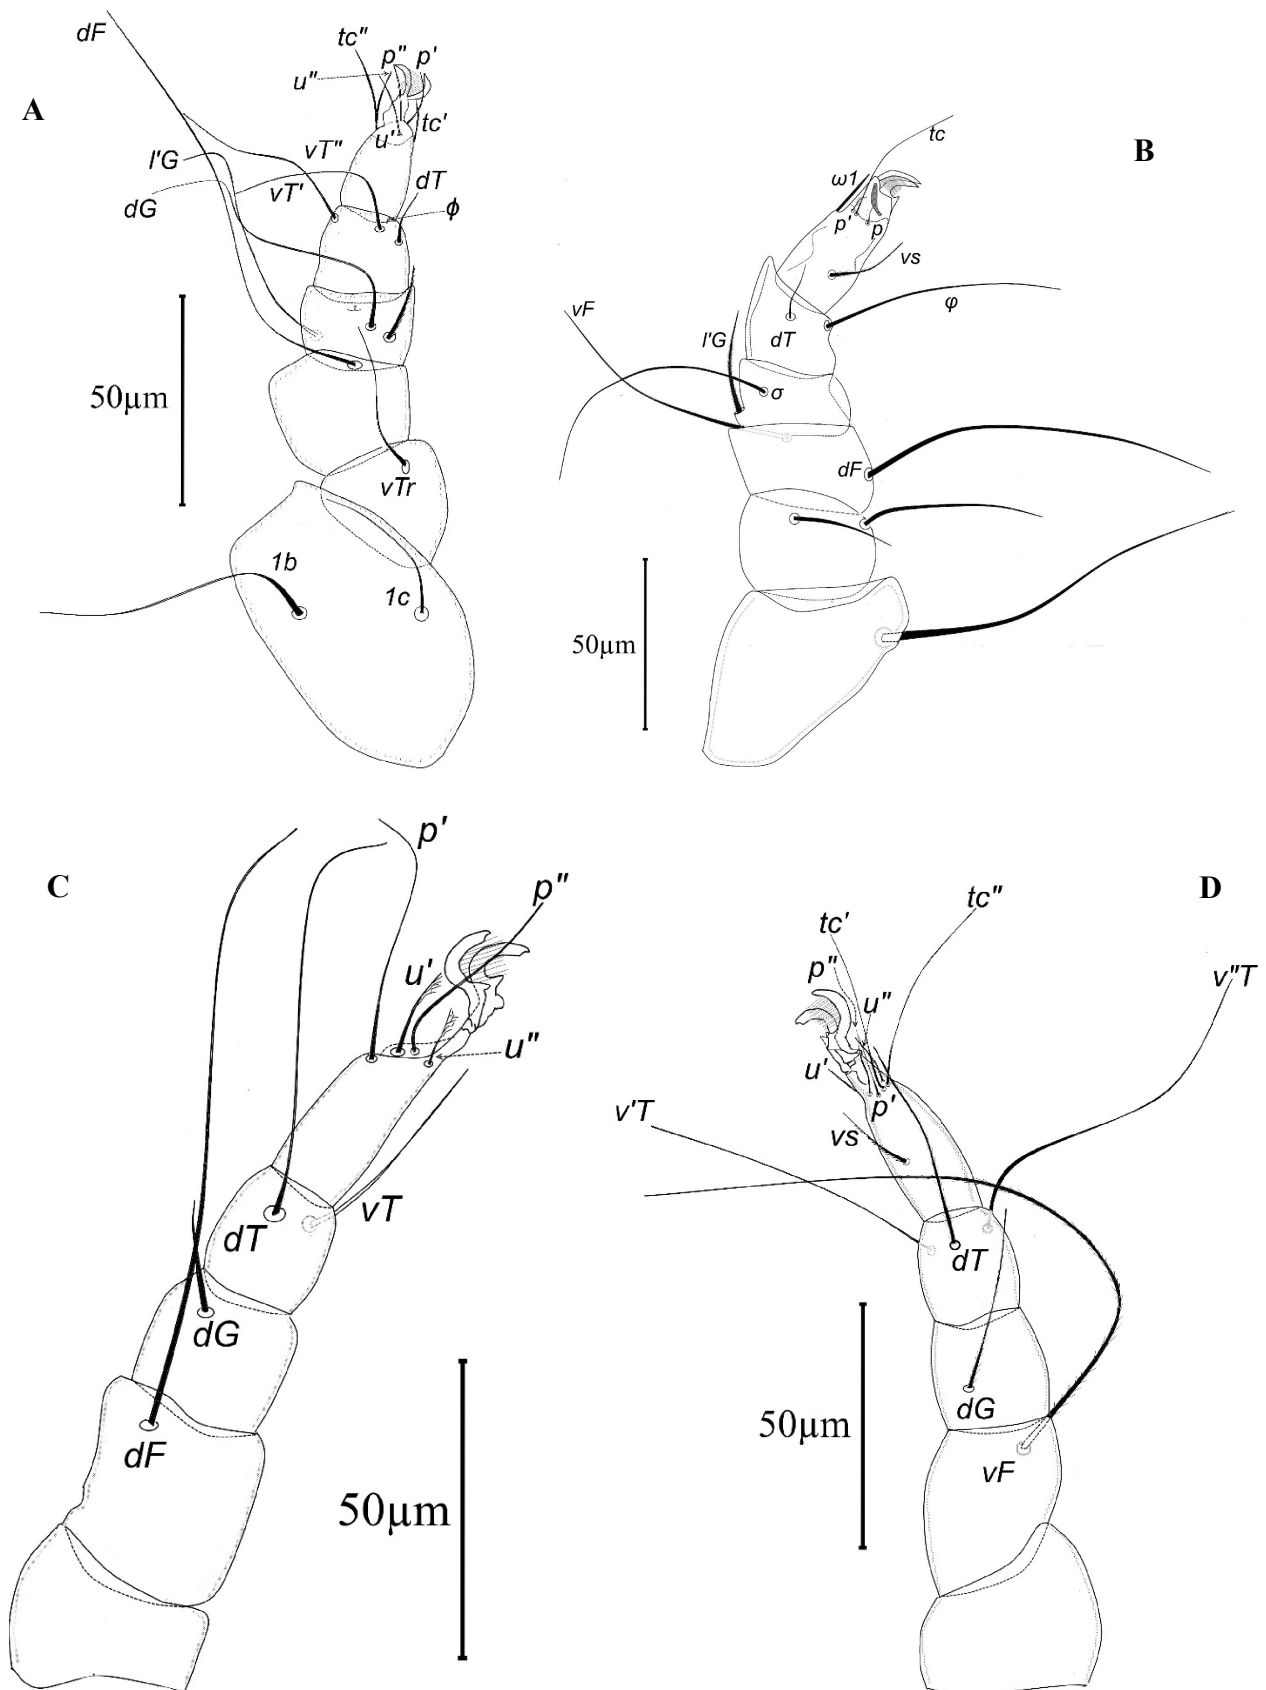 A
dF
tc"
p" p'
u"
u'
tc'
l'G
vT"
dT
dG
vT'
ϕ
50µm
vTr
1b
1c
B
tc
ω1
p'
p
vs
vF
φ
l'G
dT
σ
dF
50µm
C
p'
p"
u'
u"
vT
dT
dG
dF
50µm
D
tc"
tc'
p"
u"
v"T
u'
p'
v'T
vs
dT
dG
50µm
vF